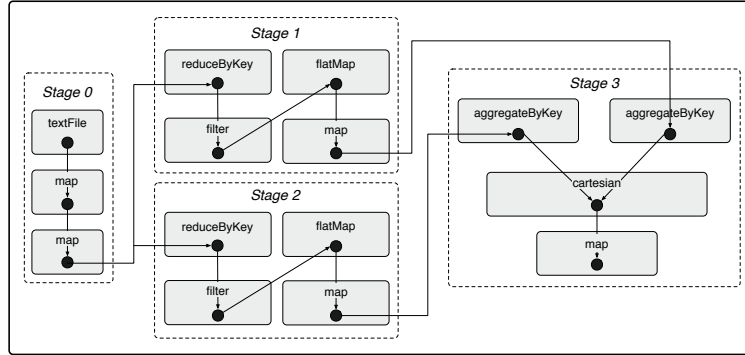 Stage 0
textFile
map
map
Stage 1
reduceByKey
flatMap
filter
map
Stage 2
reduceByKey
flatMap
filter
map
Stage 3
aggregateByKey
aggregateByKey
cartesian
map